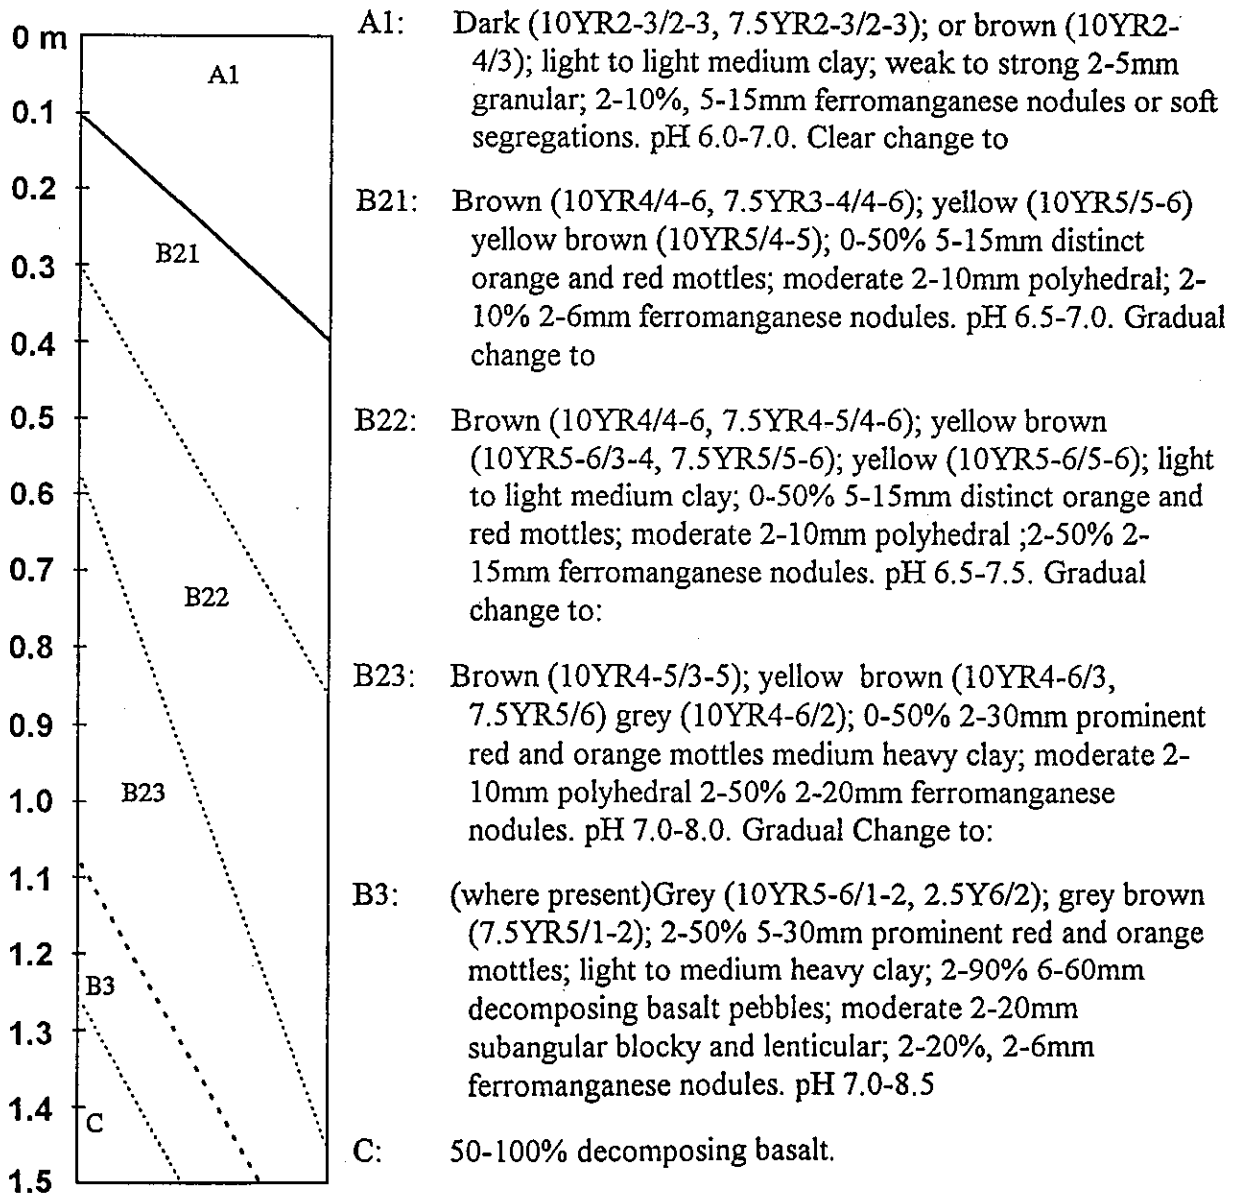 0 m
0.1
0.2
0.3
0.4
0.5
0.6
0.7
0.8
0.9
1.0
1.1
1.2
1.3
1.4
1.5
A1
B21
B22
B23
B3
C
A1: Dark (10YR2-3/2-3, 7.5YR2-3/2-3); or brown (10YR2-
4/3); light to light medium clay; weak to strong 2-5mm
granular; 2-10%, 5-15mm ferromanganese nodules or soft
segregations. pH 6.0-7.0. Clear change to
B21: Brown (10YR4/4-6, 7.5YR3-4/4-6); yellow (10YR5/5-6)
yellow brown (10YR5/4-5); 0-50% 5-15mm distinct
orange and red mottles; moderate 2-10mm polyhedral; 2-
10% 2-6mm ferromanganese nodules. pH 6.5-7.0. Gradual
change to
B22: Brown (10YR4/4-6, 7.5YR4-5/4-6); yellow brown
(10YR5-6/3-4, 7.5YR5/5-6); yellow (10YR5-6/5-6); light
to light medium clay; 0-50% 5-15mm distinct orange and
red mottles; moderate 2-10mm polyhedral ;2-50% 2-
15mm ferromanganese nodules. pH 6.5-7.5. Gradual
change to:
B23: Brown (10YR4-5/3-5); yellow brown (10YR4-6/3,
7.5YR5/6) grey (10YR4-6/2); 0-50% 2-30mm prominent
red and orange mottles medium heavy clay; moderate 2-
10mm polyhedral 2-50% 2-20mm ferromanganese
nodules. pH 7.0-8.0. Gradual Change to:
B3: (where present)Grey (10YR5-6/1-2, 2.5Y6/2); grey brown
(7.5YR5/1-2); 2-50% 5-30mm prominent red and orange
mottles; light to medium heavy clay; 2-90% 6-60mm
decomposing basalt pebbles; moderate 2-20mm
subangular blocky and lenticular; 2-20%, 2-6mm
ferromanganese nodules. pH 7.0-8.5
C: 50-100% decomposing basalt.